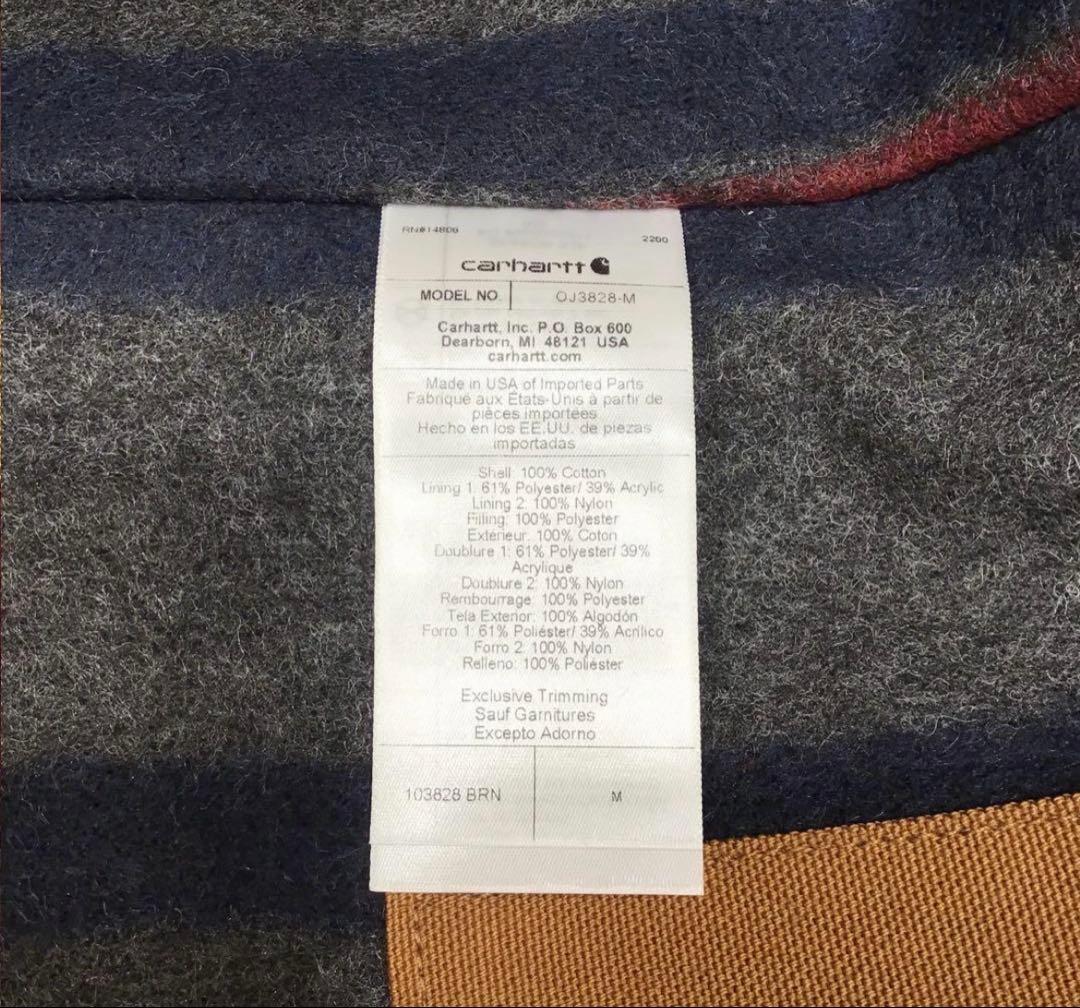 RN#14806
2260
carhartt
MODEL NO. OJ3828-M
Carhartt, Inc. P.O. Box 600
Dearborn, MI 48121 USA
carhartt.com
Made in USA of Imported Parts
Fabriqué aux États-Unis à partir de
pièces importées
Hecho en los EE.UU. de piezas
importadas
Shell: 100% Cotton
Lining 1: 61% Polyester/ 39% Acrylic
Lining 2: 100% Nylon
Filling: 100% Polyester
Extérieur: 100% Coton
Doublure 1: 61% Polyester/ 39%
Acrylique
Doublure 2: 100% Nylon
Rembourrage: 100% Polyester
Tela Exterior: 100% Algodón
Forro 1: 61% Poliéster/ 39% Acrílico
Forro 2: 100% Nylon
Relleno: 100% Poliéster
Exclusive Trimming
Sauf Garnitures
Excepto Adorno
103828 BRN M